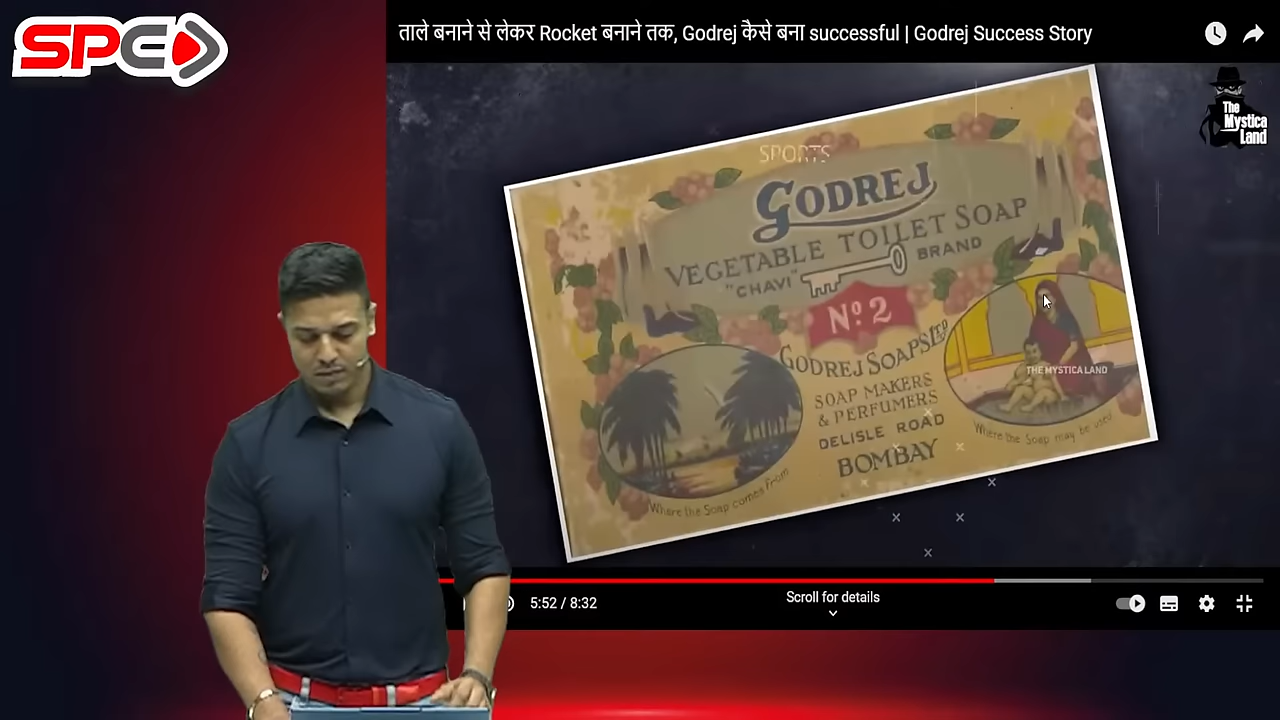 SPE
ताले बनाने से लेकर Rocket बनाने तक, Godrej कैसे बना successful | Godrej Success Story
The
Mystica
Land
SPORTS
GODREJ
VEGETABLE TOILET SOAP
"CHAVI" BRAND
No 2
GODREJ SOAPS LTD
SOAP MAKERS
& PERFUMERS
DELISLE ROAD
BOMBAY
THE MYSTICA LAND
Where the Soap comes From
Where the Soap may be used
5:52 / 8:32
Scroll for details